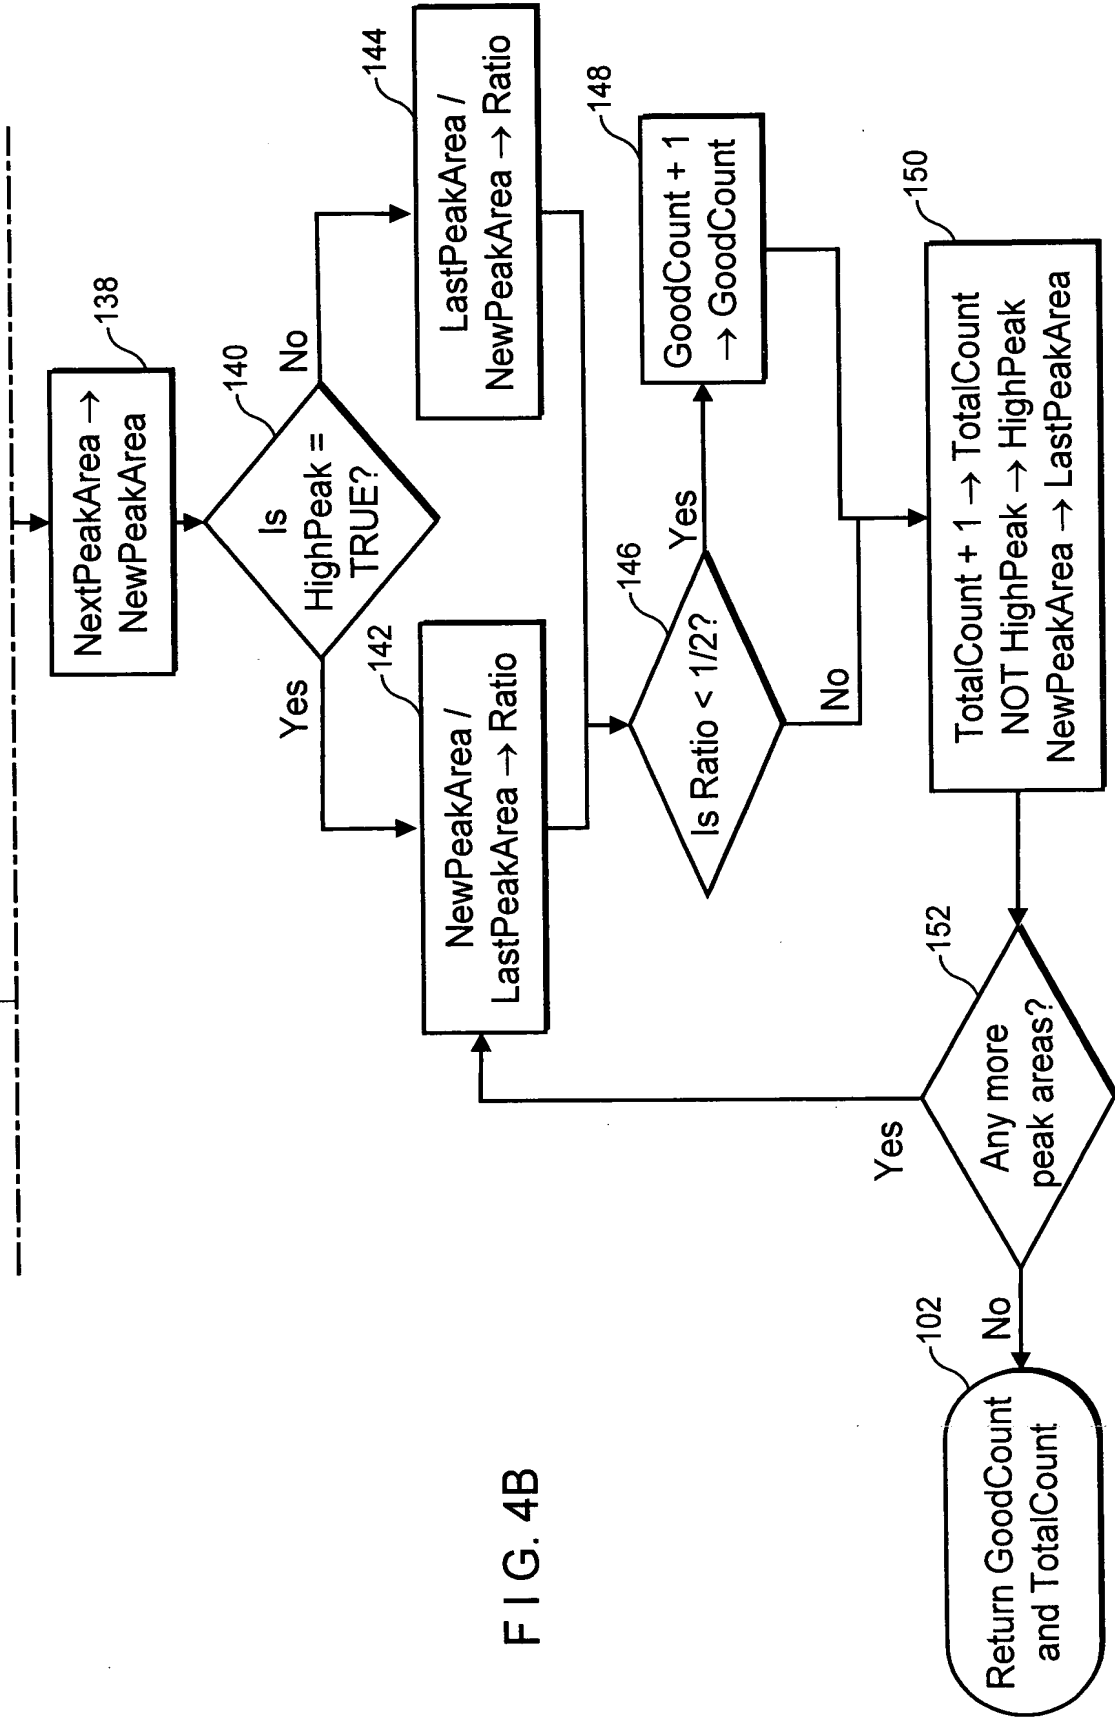 NextPeakArea →
NewPeakArea
138
Is
HighPeak =
TRUE?
140
Yes
No
NewPeakArea /
LastPeakArea → Ratio
142
LastPeakArea /
NewPeakArea → Ratio
144
Is Ratio < 1/2?
146
Yes
No
GoodCount + 1
→ GoodCount
148
TotalCount + 1 → TotalCount
NOT HighPeak → HighPeak
NewPeakArea → LastPeakArea
150
Any more
peak areas?
152
Yes
No
Return GoodCount
and TotalCount
102
FIG. 4B